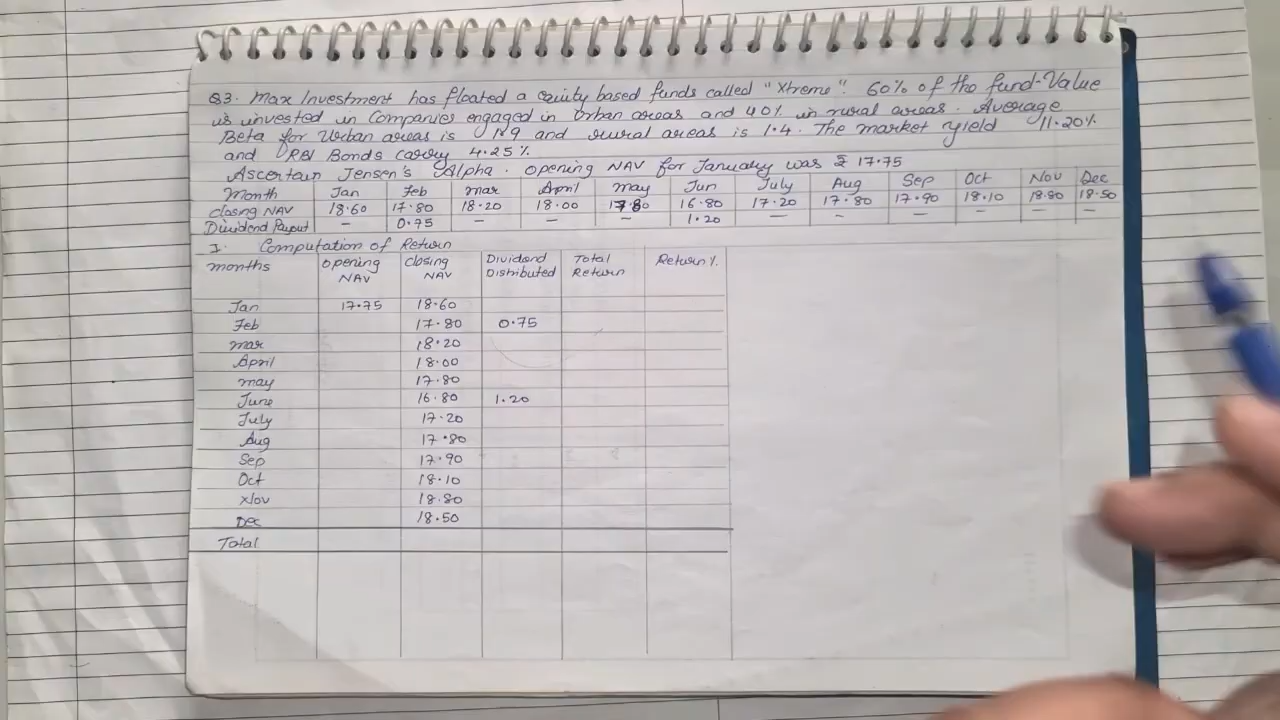 Q3. Max Investment has floated a equity based funds called "Xtreme". 60% of the fund-Value
is invested in Companies engaged in Urban areas and 40% in rural areas. Average
Beta for Urban areas is 1.9 and rural areas is 1.4. The market yield 11.20%
and RBI Bonds carry 4.25%.
Ascertain Jensen's Alpha. opening NAV for January was ₹ 17.75
Month Jan Feb mar April may Jun July Aug Sep Oct Nov Dec
closing NAV 18.60 17.80 18.20 18.00 17.80 16.80 17.20 17.80 17.90 18.10 18.80 18.50
Dividend Payout - 0.75 - - - 1.20 - - - - - -
I. Computation of Return
months opening NAV closing NAV Dividend Distributed Total Return Return%
Jan 17.75 18.60
Feb 17.80 0.75
mar 18.20
April 18.00
may 17.80
June 16.80 1.20
July 17.20
Aug 17.80
Sep 17.90
Oct 18.10
Nov 18.80
Dec 18.50
Total